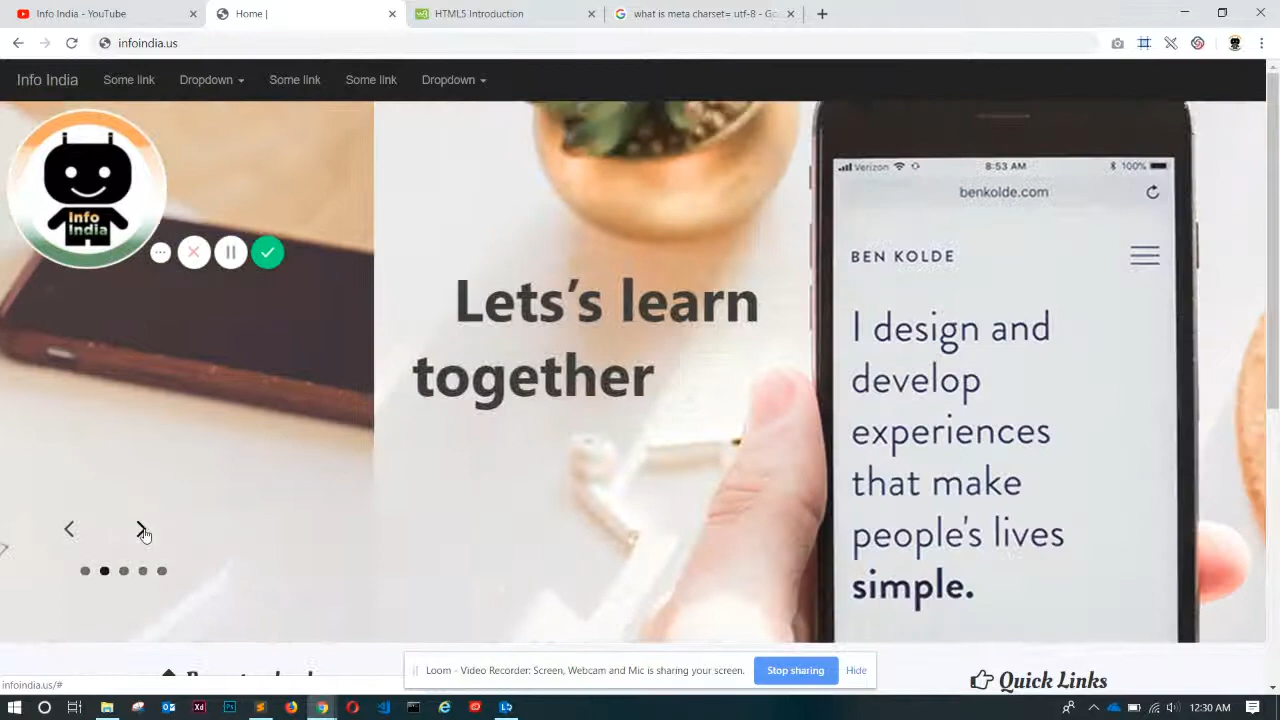 Info India - YouTube
Home |
HTML5 Introduction
what is meta charset= utf-8 - Go
infoindia.us
Info India
Some link
Dropdown
Some link
Some link
Dropdown
Info
India
Lets’s learn
together
Verizon
8:53 AM
100%
benkolde.com
BEN KOLDE
I design and
develop
experiences
that make
people's lives
simple.
Loom - Video Recorder: Screen, Webcam and Mic is sharing your screen.
Stop sharing
Hide
Quick Links
infoindia.us/#
12:30 AM